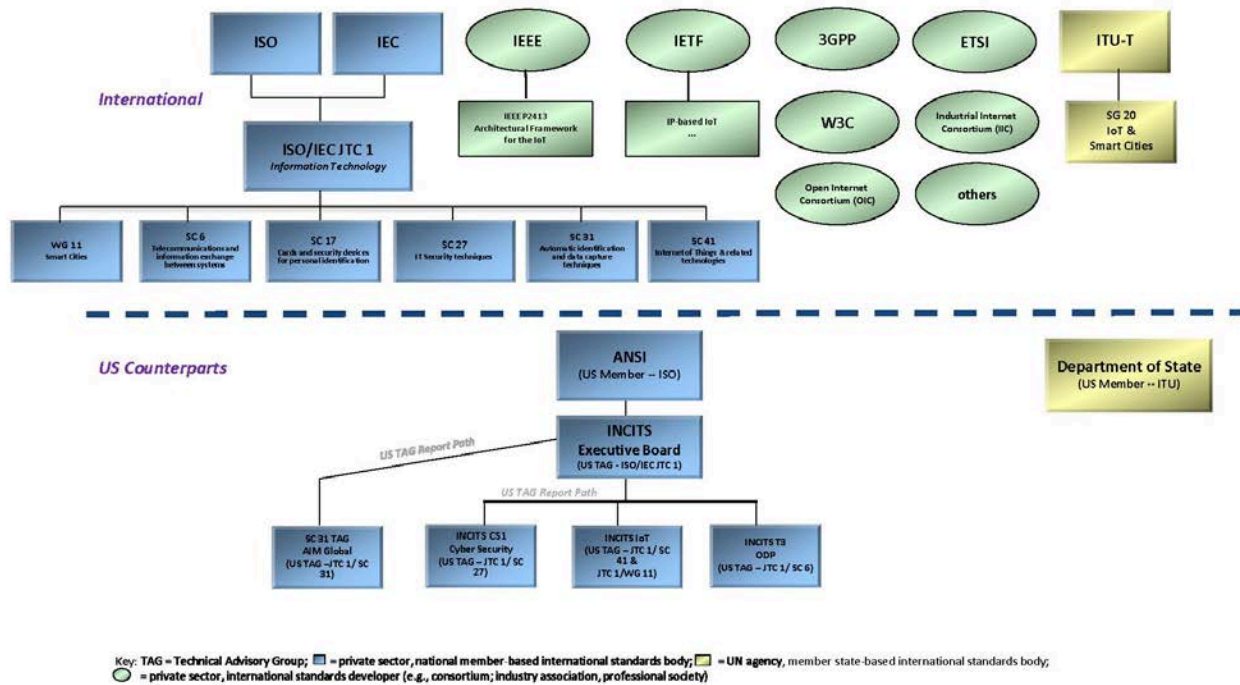 ISO
IEC
IEEE
IETF
3GPP
ETSI
ITU-T
International
IEEE P2413
Architectural Framework
for the IoT
IP-based IoT
...
W3C
Industrial Internet
Consortium (IIC)
SG 20
IoT &
Smart Cities
ISO/IEC JTC 1
Information Technology
Open Internet
Consortium (OIC)
others
WG 11
Smart Cities
SC 6
Telecommunications and
information exchange
between systems
SC 17
Cards and security devices
for personal identification
SC 27
IT Security techniques
SC 31
Automatic identification
and data capture
techniques
SC 41
Internet of Things & related
technologies
US Counterparts
ANSI
(US Member -- ISO)
Department of State
(US Member -- ITU)
INCITS
Executive Board
(US TAG - ISO/IEC JTC 1)
US TAG Report Path
US TAG Report Path
SC 31 TAG
AIM Global
(US TAG –JTC 1/ SC
31)
INCITS CS1
Cyber Security
(US TAG – JTC 1/ SC
27)
INCITS IoT
(US TAG – JTC 1/ SC
41 &
JTC 1/WG 11)
INCITS T3
ODP
(US TAG – JTC 1/ SC 6)
Key: TAG = Technical Advisory Group; = private sector, national member-based international standards body; = UN agency, member state-based international standards body;
= private sector, international standards developer (e.g., consortium; industry association, professional society)